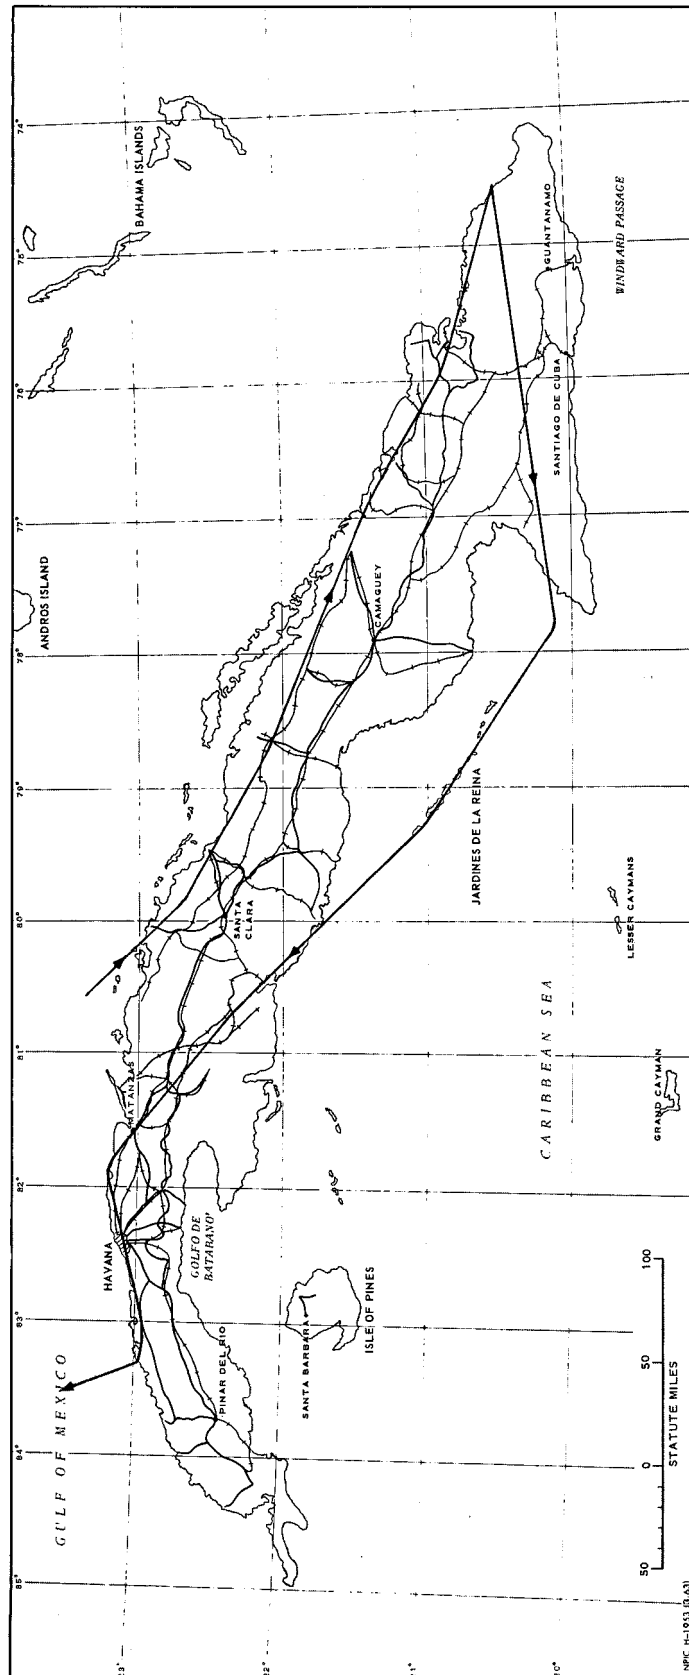 85°
84°
83°
82°
81°
80°
79°
78°
77°
76°
75°
74°
GULF OF MEXICO
HAVANA
MATANZAS
ANDROS ISLAND
BAHAMA ISLANDS
23°
PINAR DEL RIO
GOLFO DE
BATABANO'
SANTA
CLARA
CAMAGUEY
22°
SANTA BARBARA
ISLE OF PINES
JARDINES DE LA REINA
GUANTANAMO
SANTIAGO DE CUBA
WINDWARD PASSAGE
21°
CARIBBEAN SEA
LESSER CAYMANS
GRAND CAYMAN
20°
50
0
50
100
STATUTE MILES
NPIC H-1953